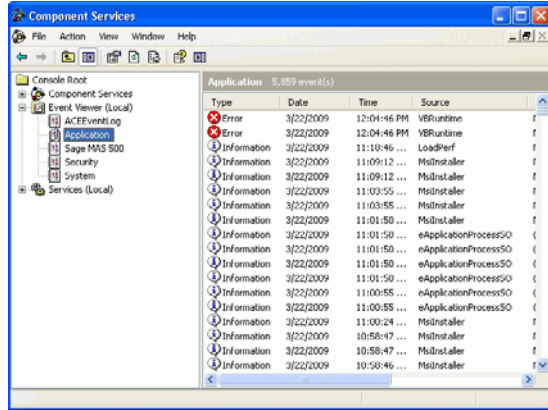 Component Services
File Action View Window Help
Console Root
Component Services
Event Viewer (Local)
ACEEventLog
Application
Sage MAS 500
Security
System
Services (Local)
Application 5,859 event(s)
Type Date Time Source
Error 3/22/2009 12:04:46 PM VBRuntime
Error 3/22/2009 12:04:46 PM VBRuntime
Information 3/22/2009 11:18:46 ... LoadPerf
Information 3/22/2009 11:09:12 ... MsiInstaller
Information 3/22/2009 11:09:12 ... MsiInstaller
Information 3/22/2009 11:03:55 ... MsiInstaller
Information 3/22/2009 11:03:55 ... MsiInstaller
Information 3/22/2009 11:01:50 ... MsiInstaller
Information 3/22/2009 11:01:50 ... eApplicationProcessSO
Information 3/22/2009 11:01:50 ... eApplicationProcessSO
Information 3/22/2009 11:01:50 ... eApplicationProcessSO
Information 3/22/2009 11:01:50 ... eApplicationProcessSO
Information 3/22/2009 11:00:55 ... eApplicationProcessSO
Information 3/22/2009 11:00:55 ... eApplicationProcessSO
Information 3/22/2009 11:00:24 ... MsiInstaller
Information 3/22/2009 10:58:47 ... MsiInstaller
Information 3/22/2009 10:58:47 ... MsiInstaller
Information 3/22/2009 10:58:46 ... MsiInstaller